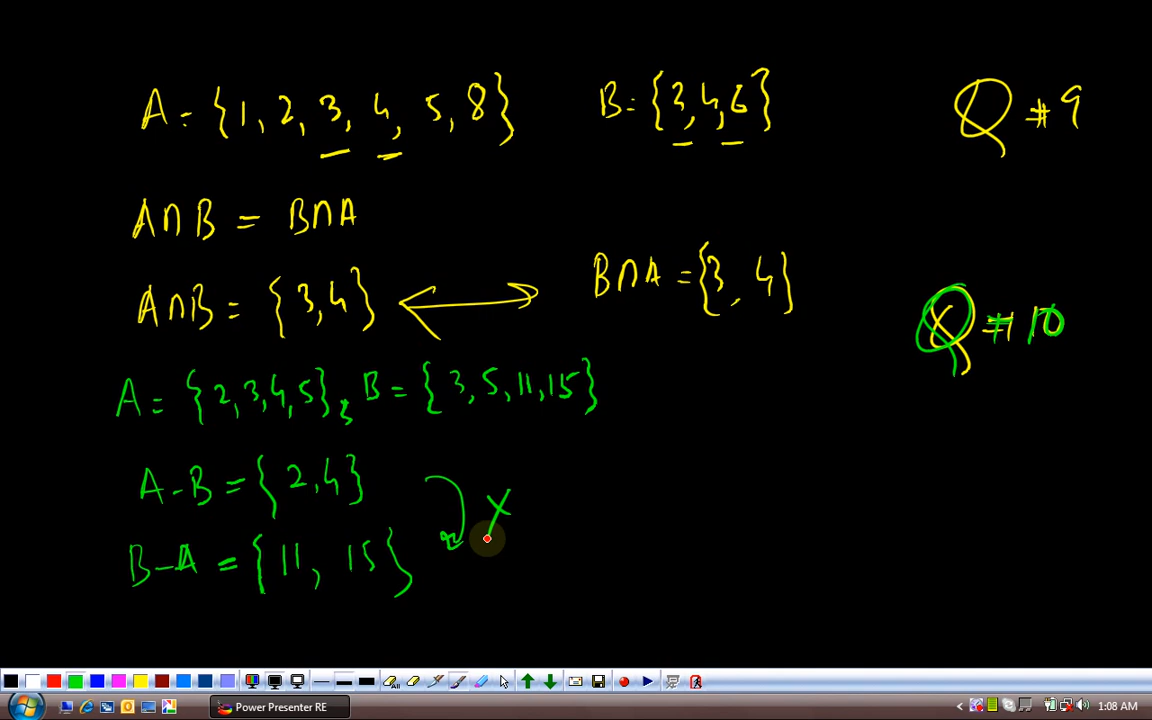 A = {1, 2, 3, 4, 5, 8} B = {3, 4, 6} Q # 9
A∩B = B∩A
A∩B = {3,4} B∩A = {3, 4}
Q # 10
A = {2,3,4,5}, B = {3, 5, 11, 15}
A-B = {2,4}
B-A = {11, 15}
All
Power Presenter RE
1:08 AM